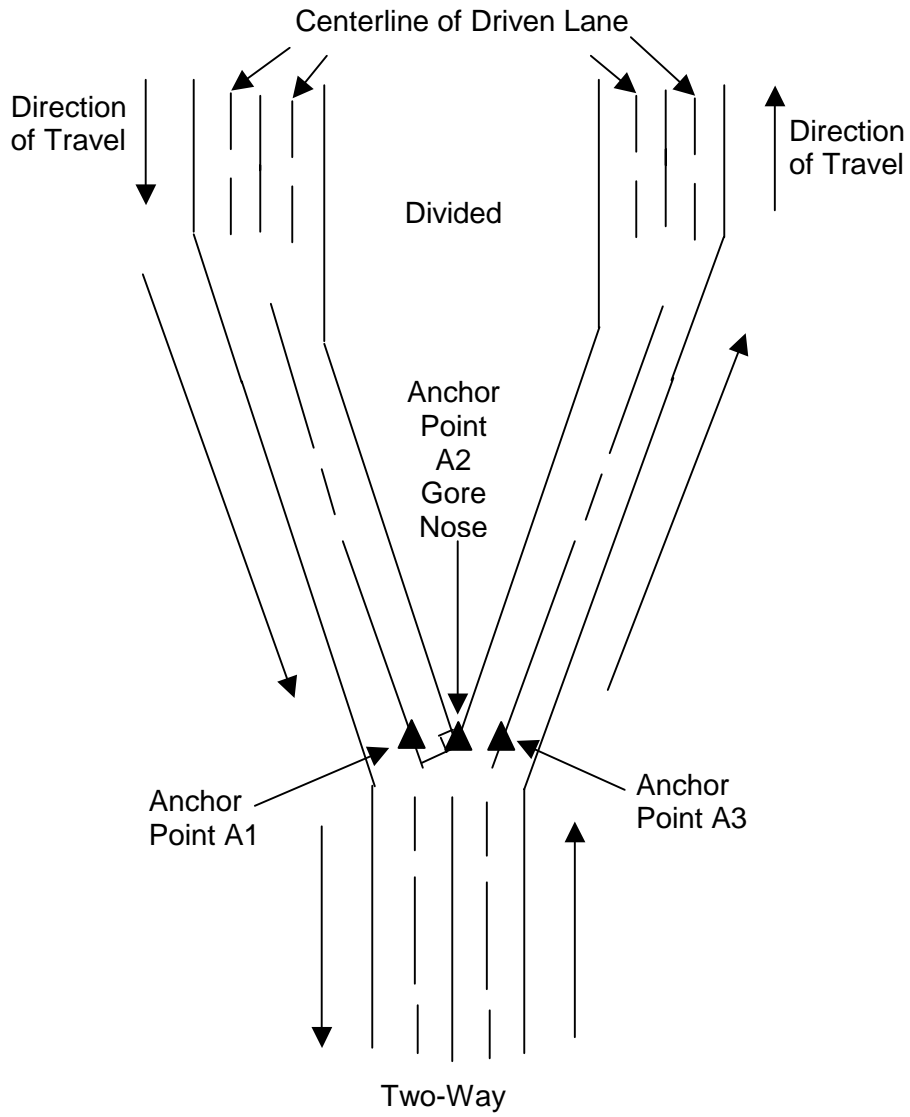 Centerline of Driven Lane
Direction
of Travel
Direction
of Travel
Divided
Anchor
Point
A2
Gore
Nose
Anchor
Point A1
Anchor
Point A3
Two-Way